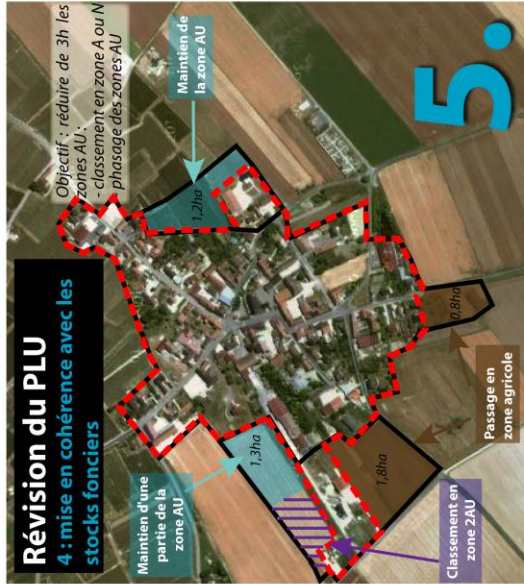 Révision du PLU
4 : mise en cohérence avec les
stocks fonciers
Objectif : réduire de 3h les
zones AU :
- classement en zone A ou N
phasage des zones AU
Maintien de
la zone AU
1,2ha
Maintien d'une
partie de la
zone AU
1,3ha
1,8ha
0,8ha
Classement en
zone 2AU
Passage en
zone agricole
5.